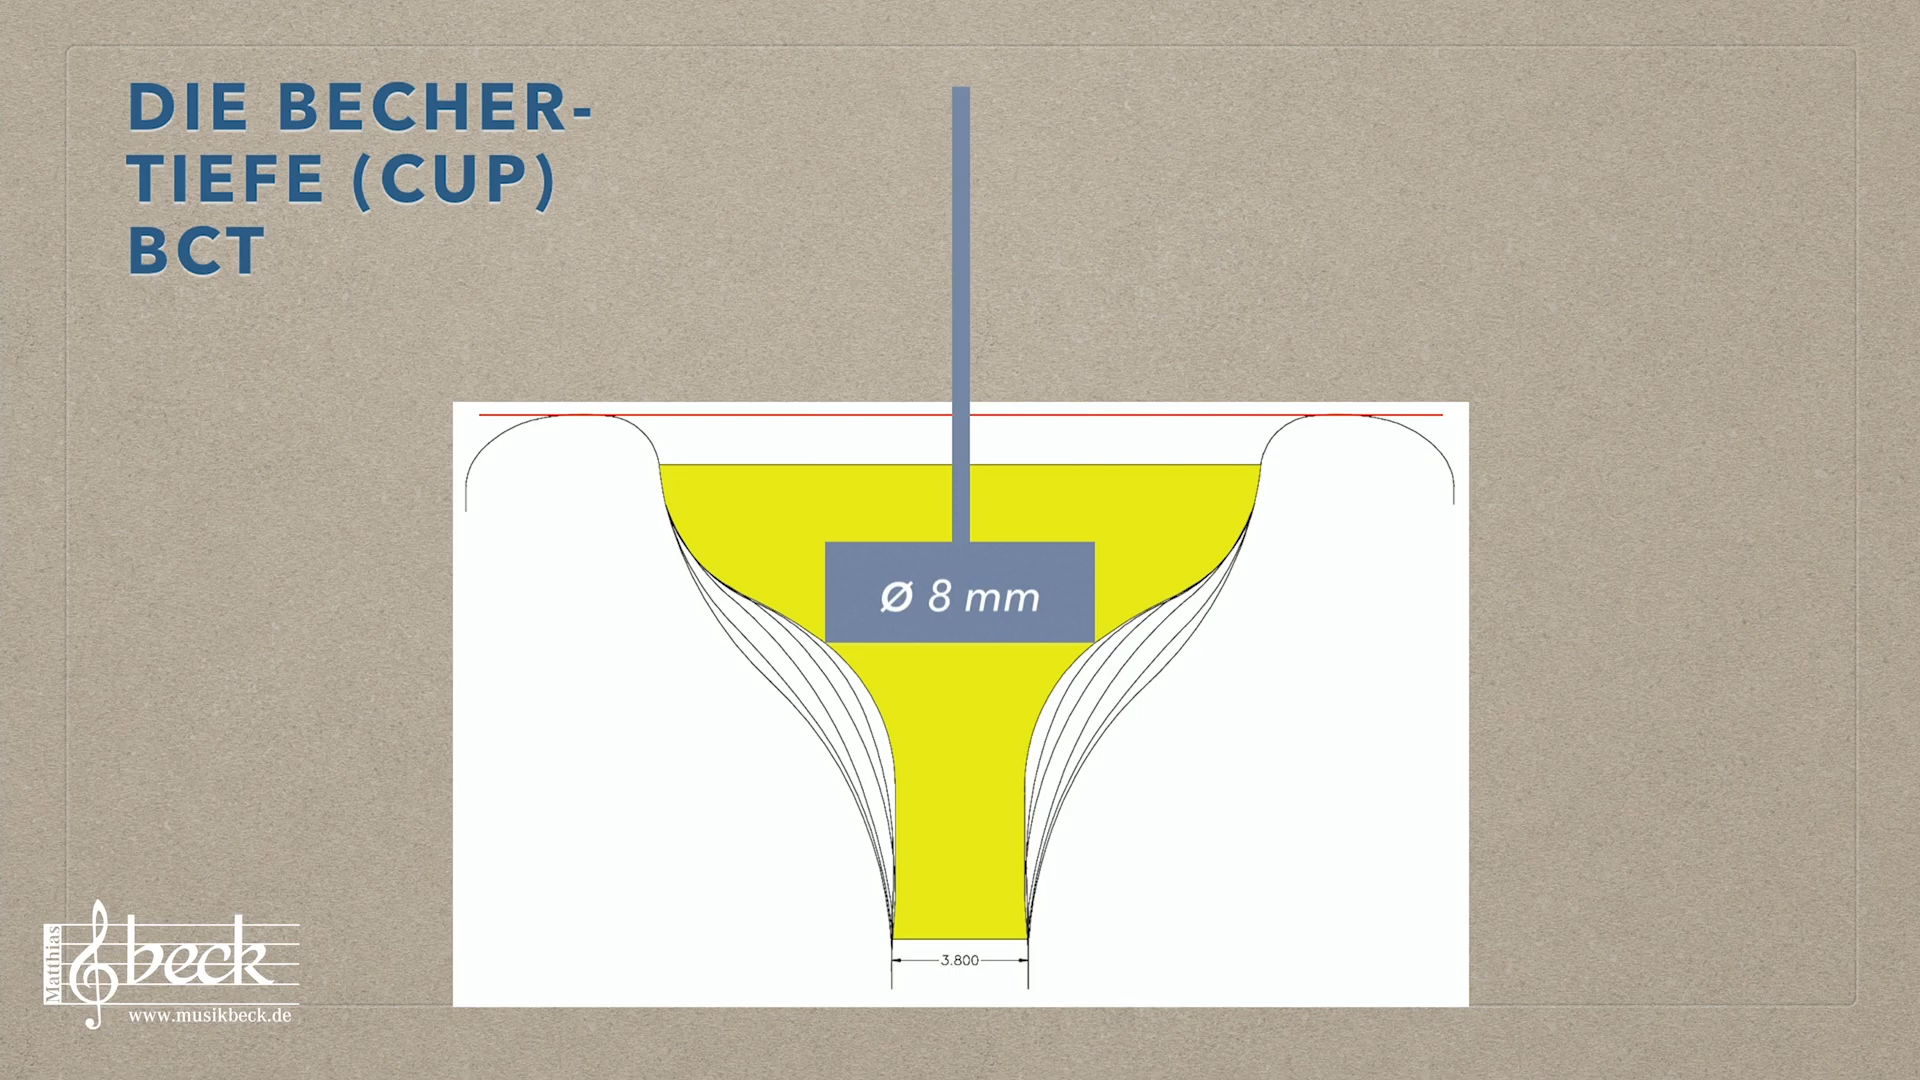 DIE BECHER-
TIEFE (CUP)
BCT
Ø 8 mm
3.800
Matthias
beck
www.musikbeck.de